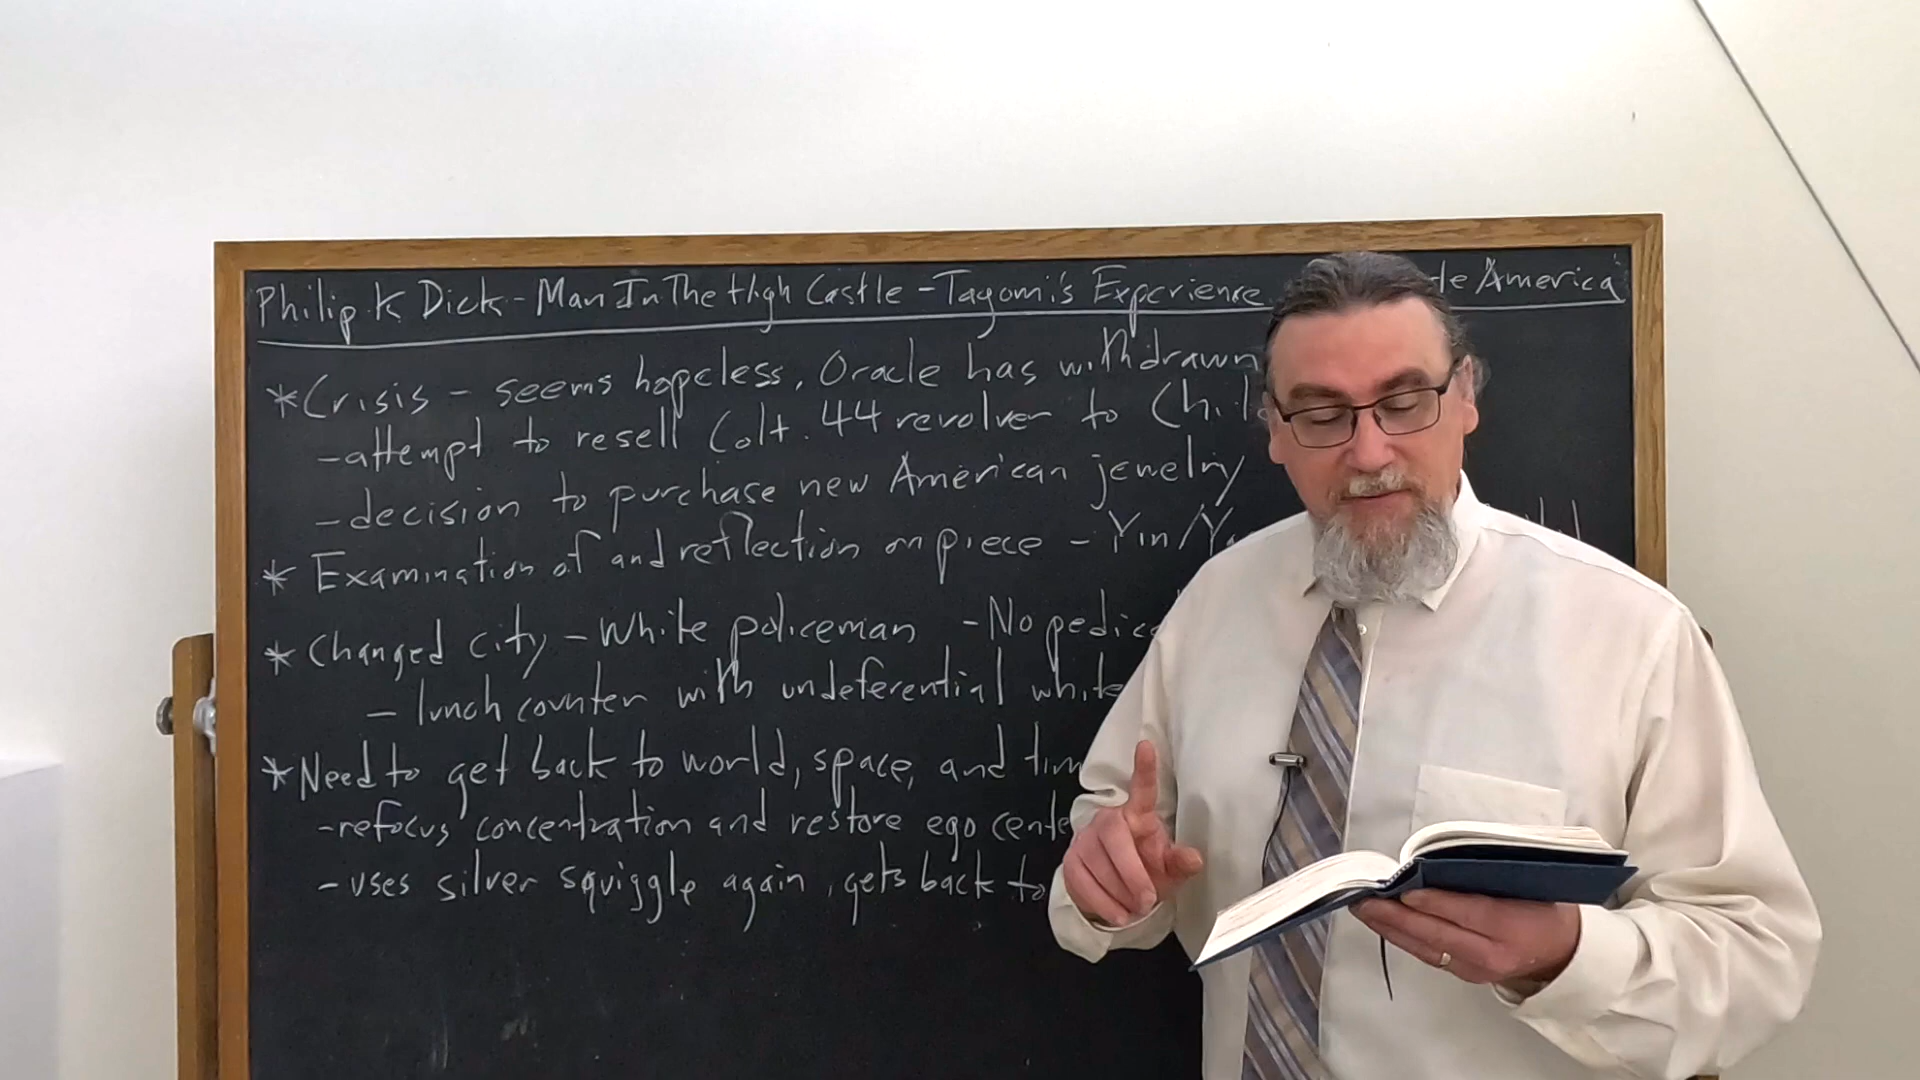 Philip K Dick - Man In The High Castle - Tagomi's Experience America
*Crisis - seems hopeless, Oracle has withdrawn
-attempt to resell Colt .44 revolver to
-decision to purchase new American jewelry
* Examination of and reflection on piece - Yin/
* Changed city - White policeman - No
- lunch counter with undeferential white
*Need to get back to world, space, and
-refocus concentration and restore ego
- uses silver squiggle again, gets back to